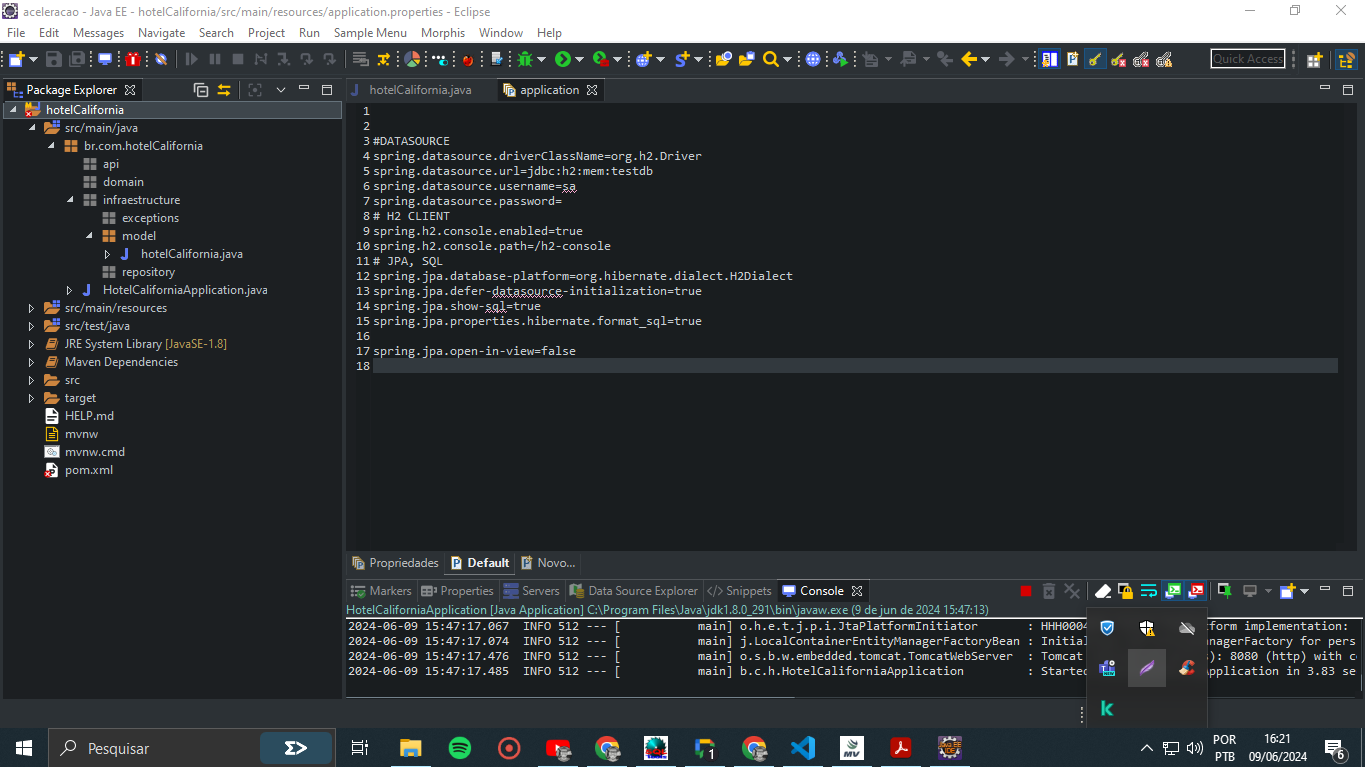 aceleracao - Java EE - hotelCalifornia/src/main/resources/application.properties - Eclipse
File Edit Messages Navigate Search Project Run Sample Menu Morphis Window Help
Quick Access
Package Explorer
hotelCalifornia
src/main/java
br.com.hotelCalifornia
api
domain
infraestructure
exceptions
model
hotelCalifornia.java
repository
HotelCaliforniaApplication.java
src/main/resources
src/test/java
JRE System Library [JavaSE-1.8]
Maven Dependencies
src
target
HELP.md
mvnw
mvnw.cmd
pom.xml
hotelCalifornia.java application
1
2
3 #DATASOURCE
4 spring.datasource.driverClassName=org.h2.Driver
5 spring.datasource.url=jdbc:h2:mem:testdb
6 spring.datasource.username=sa
7 spring.datasource.password=
8 # H2 CLIENT
9 spring.h2.console.enabled=true
10 spring.h2.console.path=/h2-console
11 # JPA, SQL
12 spring.jpa.database-platform=org.hibernate.dialect.H2Dialect
13 spring.jpa.defer-datasource-initialization=true
14 spring.jpa.show-sql=true
15 spring.jpa.properties.hibernate.format_sql=true
16
17 spring.jpa.open-in-view=false
18
Propriedades Default Novo...
Markers Properties Servers Data Source Explorer Snippets Console
HotelCaliforniaApplication [Java Application] C:\Program Files\Java\jdk1.8.0_291\bin\javaw.exe (9 de jun de 2024 15:47:13)
2024-06-09 15:47:17.067 INFO 512 --- [ main] o.h.e.t.j.p.i.JtaPlatformInitiator : HHH0004 tform implementation:
2024-06-09 15:47:17.074 INFO 512 --- [ main] j.LocalContainerEntityManagerFactoryBean : Initial nagerFactory for pers
2024-06-09 15:47:17.476 INFO 512 --- [ main] o.s.b.w.embedded.tomcat.TomcatWebServer : Tomcat ): 8080 (http) with c
2024-06-09 15:47:17.485 INFO 512 --- [ main] b.c.h.HotelCaliforniaApplication : Started pplication in 3.83 se
Pesquisar
1
MV
POR
PTB
16:21
09/06/2024
6